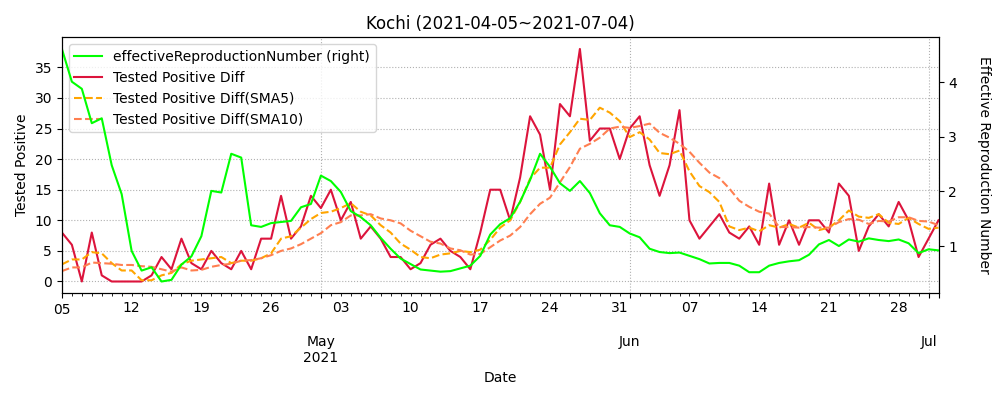 Kochi (2021-04-05~2021-07-04)
effectiveReproductionNumber (right)
Tested Positive Diff
Tested Positive Diff(SMA5)
Tested Positive Diff(SMA10)
Tested Positive
35
30
25
20
15
10
5
0
4
3
2
1
Effective Reproduction Number
05 12 19 26 03 10 17 24 31 07 14 21 28
May Jun Jul
2021
Date